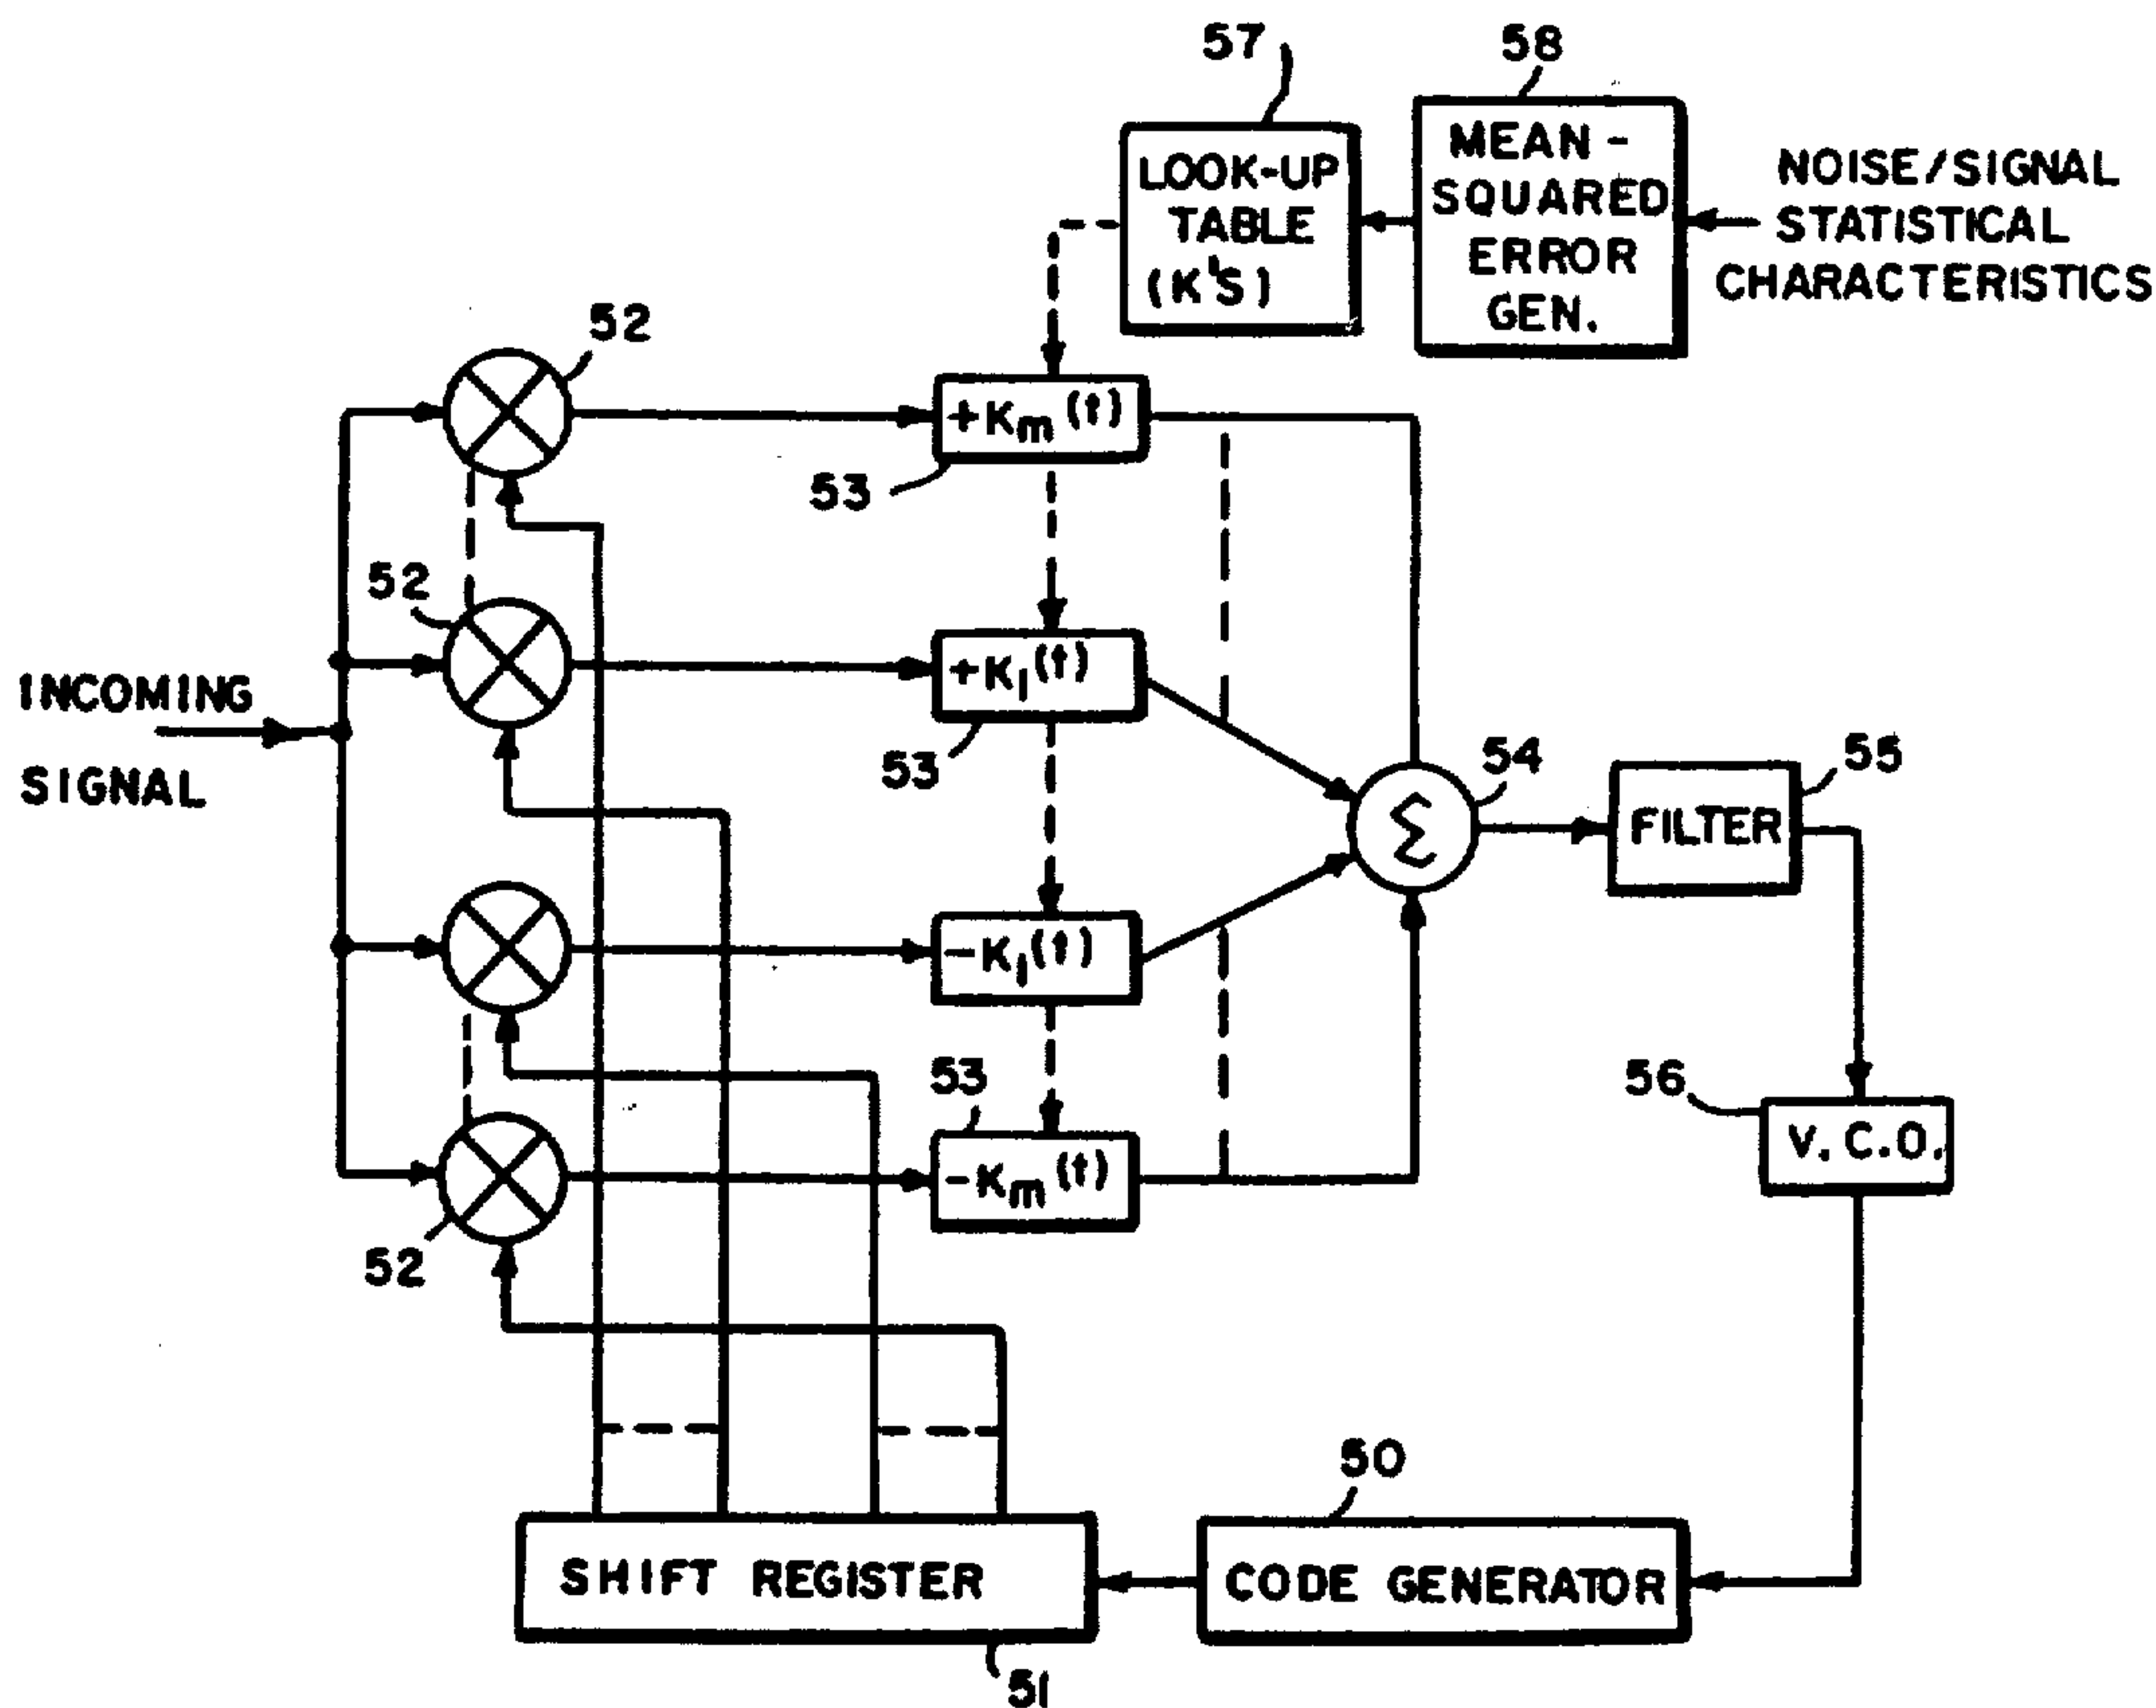 57
58
LOOK-UP
TABLE
(K'S)
MEAN-
SQUARED
ERROR
GEN.
NOISE/SIGNAL
STATISTICAL
CHARACTERISTICS
52
+Km(t)
53
52
+K1(t)
53
INCOMING
SIGNAL
54
Σ
55
FILTER
-K1(t)
53
56
V.C.O.
-Km(t)
52
50
SHIFT REGISTER
CODE GENERATOR
51